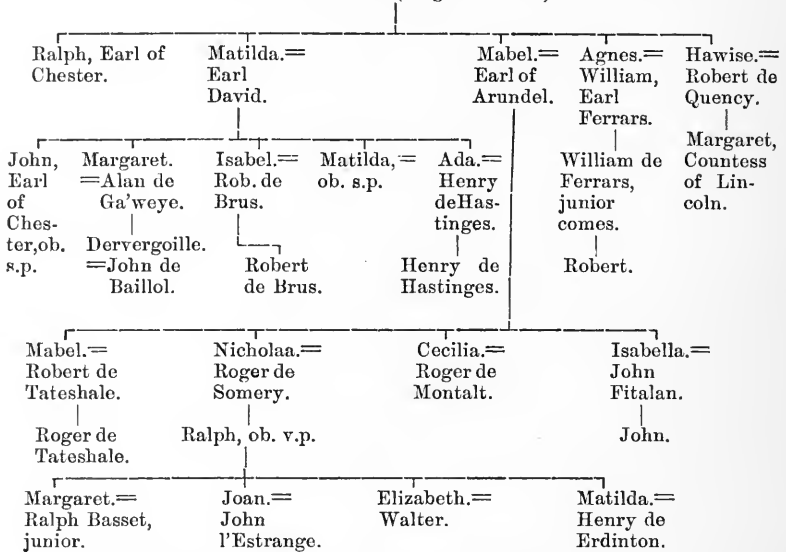 Ralph, Earl of
Chester.
Matilda.=
Earl
David.
Mabel.=
Earl of
Arundel.
Agnes.=
William,
Earl
Ferrars.
William de
Ferrars,
junior
comes.
Robert.
Hawise.=
Robert de
Quency.
Margaret,
Countess
of Lin-
coln.
John,
Earl
of
Ches-
ter,ob.
s.p.
Margaret.
=Alan de
Ga'weye.
Dervergoille.
=John de
Baillol.
Isabel.=
Rob. de
Brus.
Robert
de Brus.
Matilda,=
ob. s.p.
Ada.=
Henry
deHas-
tinges.
Henry de
Hastinges.
Mabel.=
Robert de
Tateshale.
Roger de
Tateshale.
Nicholaa.=
Roger de
Somery.
Ralph, ob. v.p.
Cecilia.=
Roger de
Montalt.
Isabella.=
John
Fitalan.
John.
Margaret.=
Ralph Basset,
junior.
Joan.=
John
l'Estrange.
Elizabeth.=
Walter.
Matilda.=
Henry de
Erdinton.